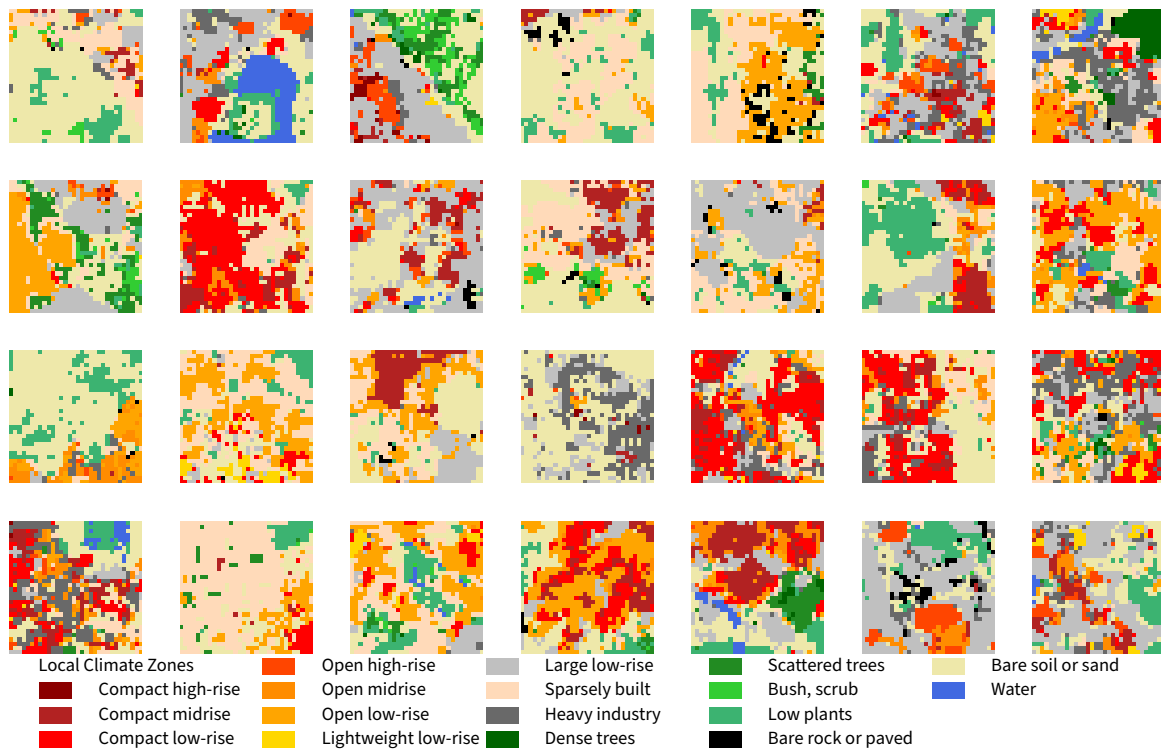 Local Climate Zones
Compact high-rise
Compact midrise
Compact low-rise
Open high-rise
Open midrise
Open low-rise
Lightweight low-rise
Large low-rise
Sparsely built
Heavy industry
Dense trees
Scattered trees
Bush, scrub
Low plants
Bare rock or paved
Bare soil or sand
Water